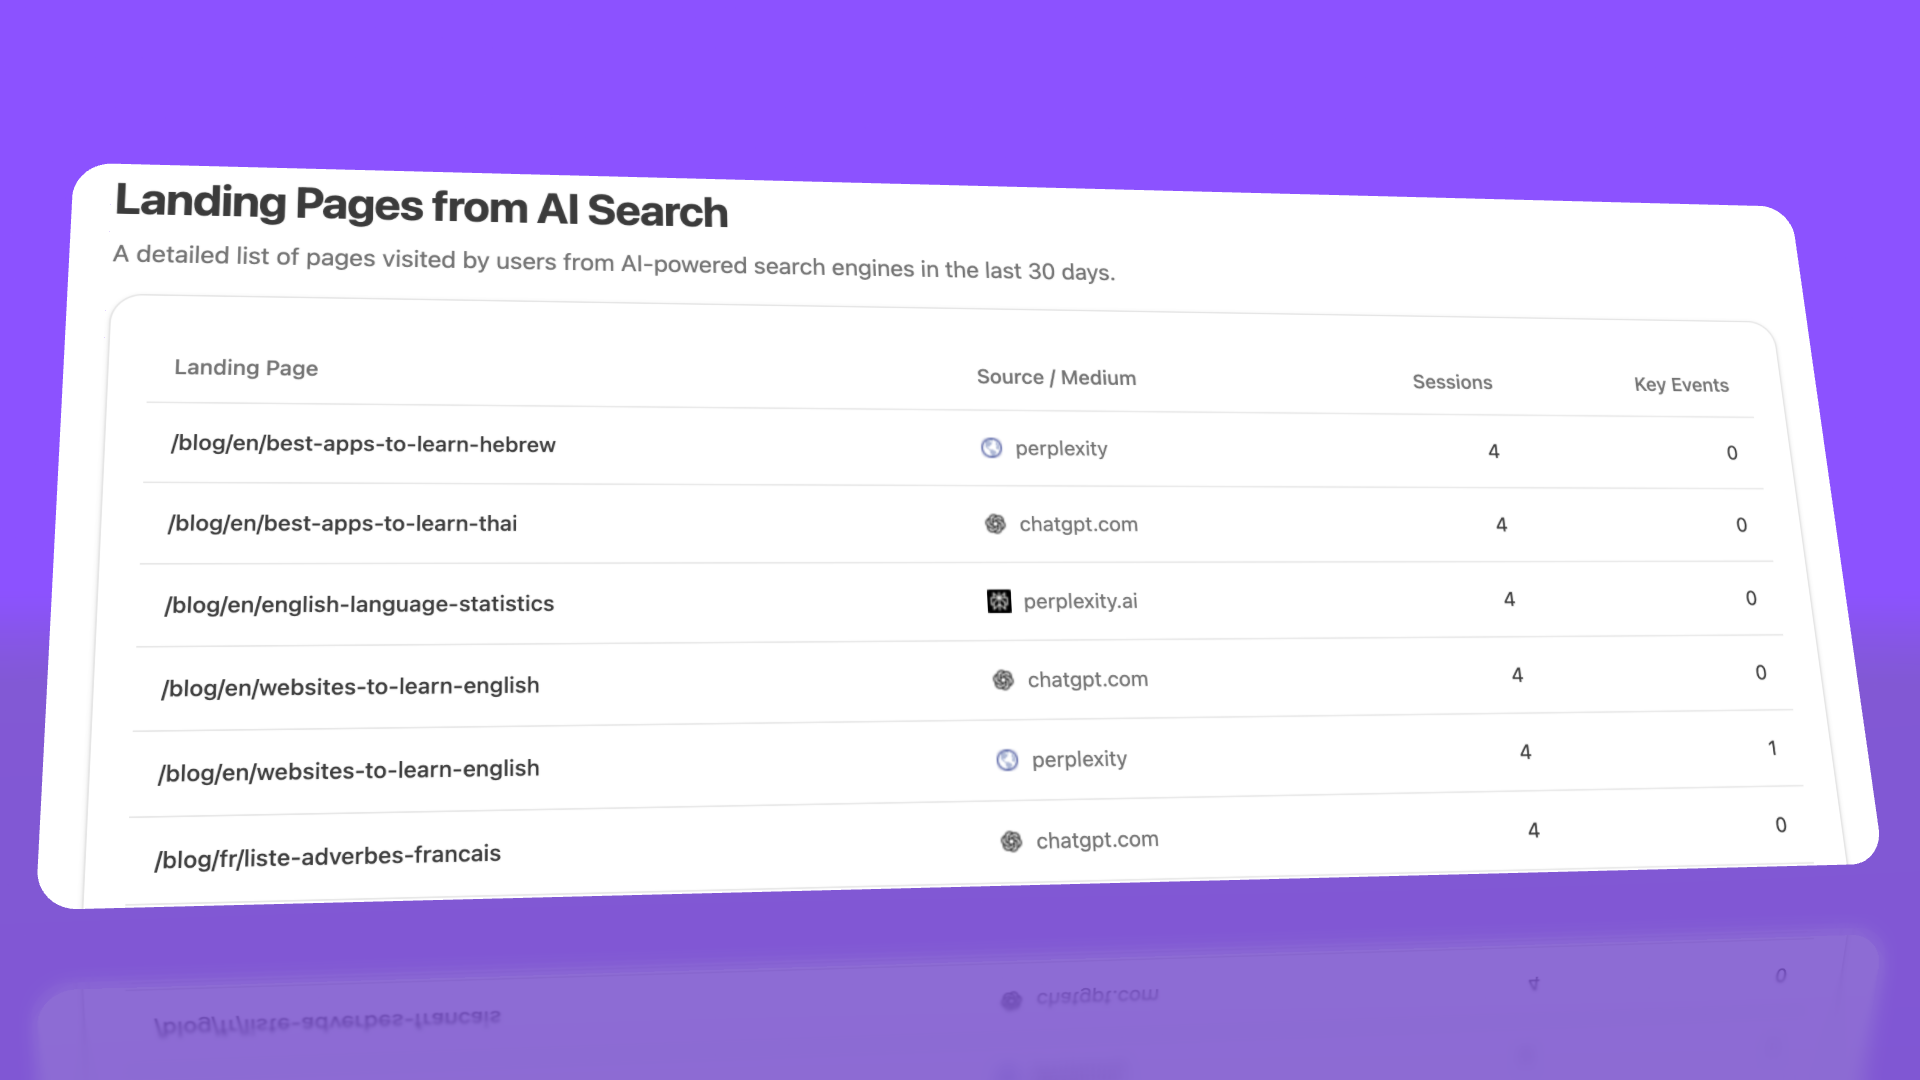 Landing Pages from AI Search
A detailed list of pages visited by users from AI-powered search engines in the last 30 days.
Landing Page Source / Medium Sessions Key Events
/blog/en/best-apps-to-learn-hebrew perplexity 4 0
/blog/en/best-apps-to-learn-thai chatgpt.com 4 0
/blog/en/english-language-statistics perplexity.ai 4 0
/blog/en/websites-to-learn-english chatgpt.com 4 0
/blog/en/websites-to-learn-english perplexity 4 1
/blog/fr/liste-adverbes-francais chatgpt.com 4 0